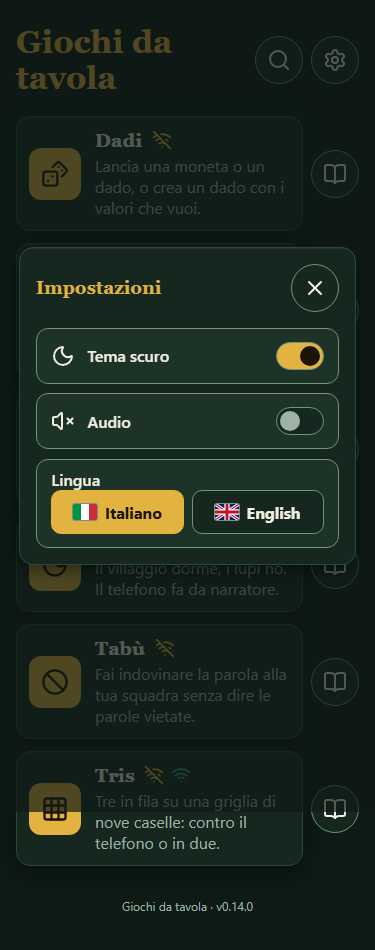 Giochi da
tavola
Dadi
Lancia una moneta o un
dado, o crea un dado con i
valori che vuoi.
Impostazioni
Tema scuro
Audio
Lingua
Italiano
English
Il villaggio dorme, i lupi no.
Il telefono fa da narratore.
Tabù
Fai indovinare la parola alla
tua squadra senza dire le
parole vietate.
Tris
Tre in fila su una griglia di
nove caselle: contro il
telefono o in due.
Giochi da tavola · v0.14.0